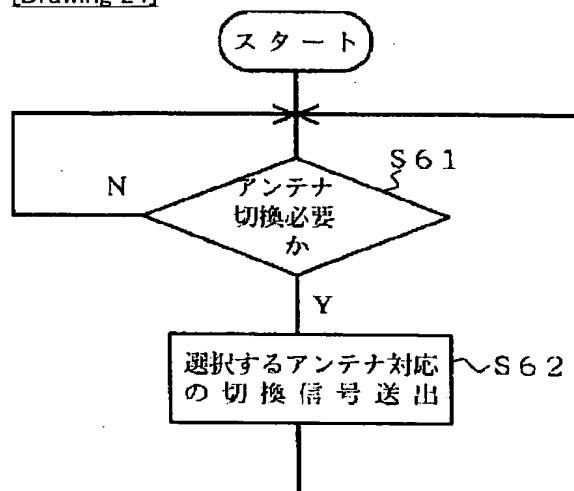 [Drawing 24]
スタート
S61
N
アンテナ
切換必要
か
Y
選択するアンテナ対応
の切換信号送出
S62